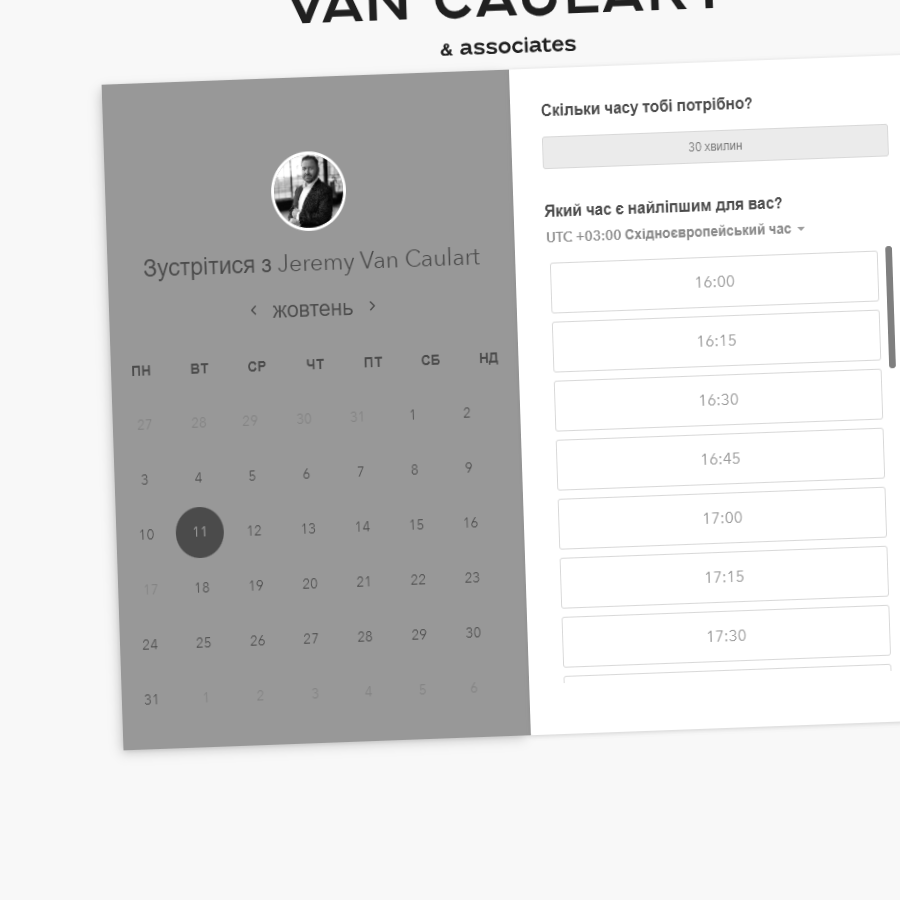 VAN CAULART
& associates
Зустрітися з Jeremy Van Caulart
‹ жовтень ›
ПН ВТ СР ЧТ ПТ СБ НД
27 28 29 30 31 1 2
3 4 5 6 7 8 9
10 11 12 13 14 15 16
17 18 19 20 21 22 23
24 25 26 27 28 29 30
31 1 2 3 4 5 6
Скільки часу тобі потрібно?
30 хвилин
Який час є найліпшим для вас?
UTC +03:00 Східноєвропейський час
16:00
16:15
16:30
16:45
17:00
17:15
17:30